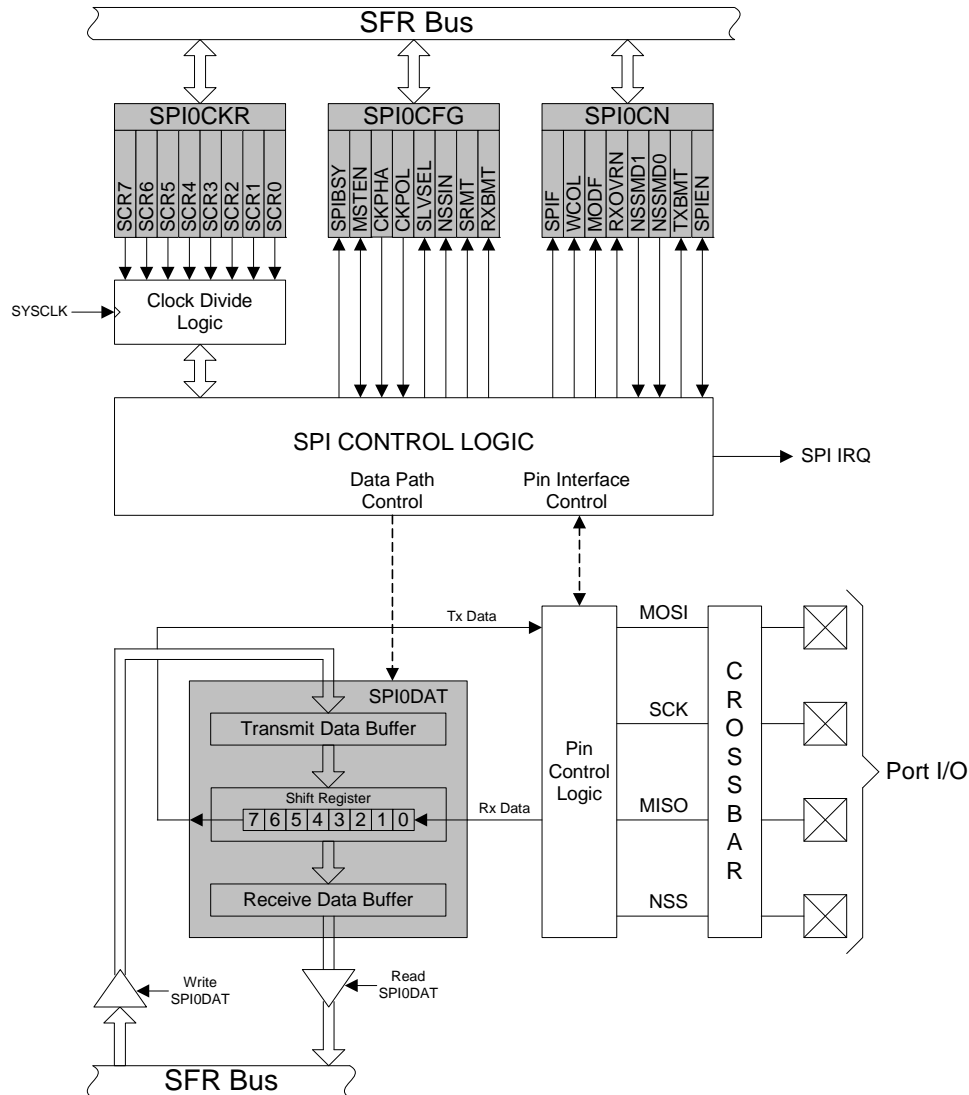 SFR Bus
SPI0CKR
SCR7
SCR6
SCR5
SCR4
SCR3
SCR2
SCR1
SCR0
SPI0CFG
SPIBSY
MSTEN
CKPHA
CKPOL
SLVSEL
NSSIN
SRMT
RXBMT
SPI0CN
SPIF
WCOL
MODF
RXOVRN
NSSMD1
NSSMD0
TXBMT
SPIEN
SYSCLK
Clock Divide
Logic
SPI CONTROL LOGIC
SPI IRQ
Data Path
Control
Pin Interface
Control
Tx Data
SPI0DAT
Transmit Data Buffer
Shift Register
7 6 5 4 3 2 1 0
Rx Data
Receive Data Buffer
Pin
Control
Logic
MOSI
SCK
MISO
NSS
CROSSBAR
Port I/O
Write
SPI0DAT
Read
SPI0DAT
SFR Bus